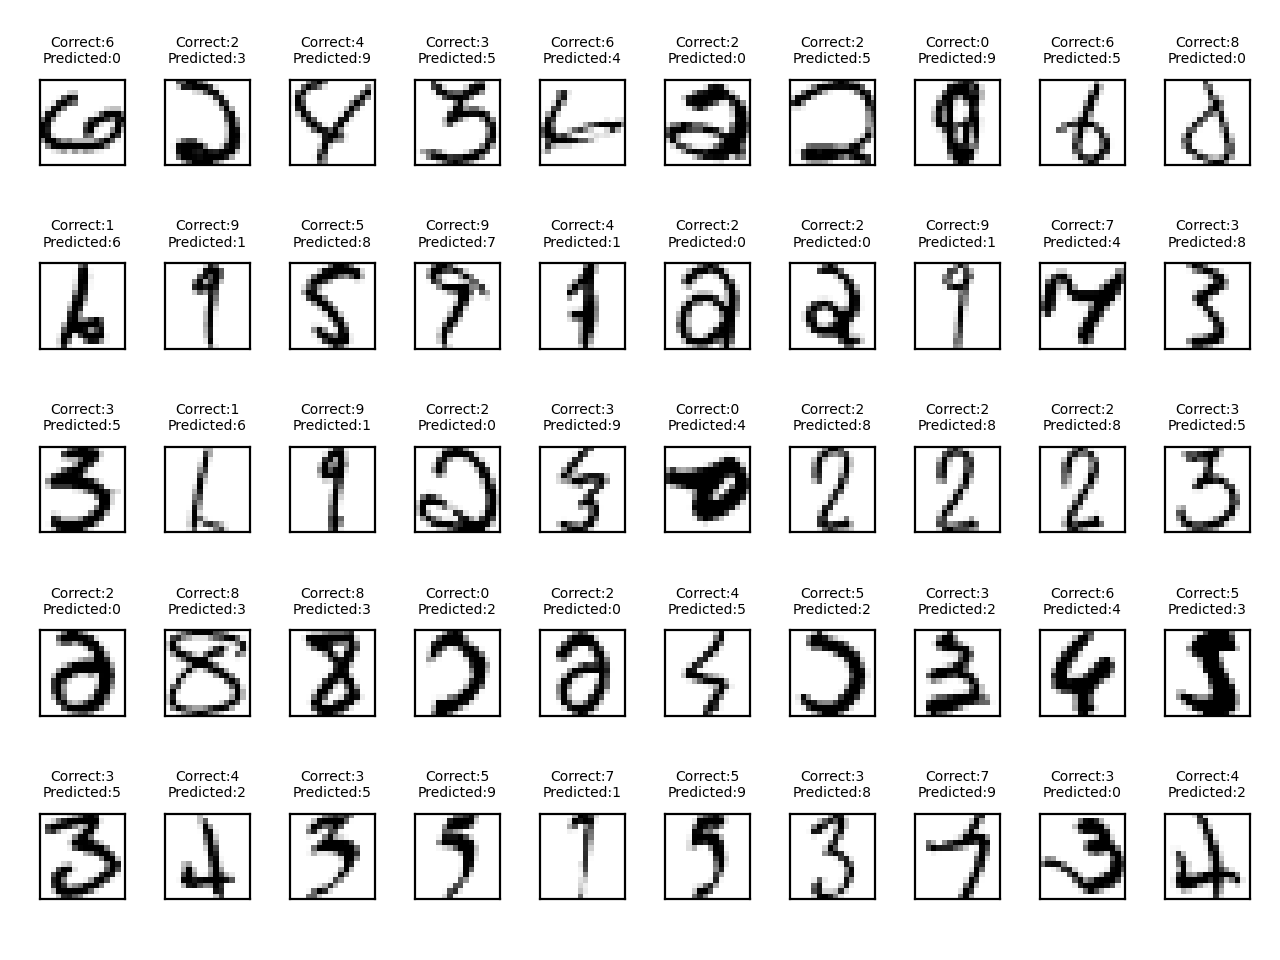 Correct:6 Correct:2 Correct:4 Correct:3 Correct:6 Correct:2 Correct:2 Correct:0 Correct:6 Correct:8
Predicted:0 Predicted:3 Predicted:9 Predicted:5 Predicted:4 Predicted:0 Predicted:5 Predicted:9 Predicted:5 Predicted:0
Correct:1 Correct:9 Correct:5 Correct:9 Correct:4 Correct:2 Correct:2 Correct:9 Correct:7 Correct:3
Predicted:6 Predicted:1 Predicted:8 Predicted:7 Predicted:1 Predicted:0 Predicted:0 Predicted:1 Predicted:4 Predicted:8
Correct:3 Correct:1 Correct:9 Correct:2 Correct:3 Correct:0 Correct:2 Correct:2 Correct:2 Correct:3
Predicted:5 Predicted:6 Predicted:1 Predicted:0 Predicted:9 Predicted:4 Predicted:8 Predicted:8 Predicted:8 Predicted:5
Correct:2 Correct:8 Correct:8 Correct:0 Correct:2 Correct:4 Correct:5 Correct:3 Correct:6 Correct:5
Predicted:0 Predicted:3 Predicted:3 Predicted:2 Predicted:0 Predicted:5 Predicted:2 Predicted:2 Predicted:4 Predicted:3
Correct:3 Correct:4 Correct:3 Correct:5 Correct:7 Correct:5 Correct:3 Correct:7 Correct:3 Correct:4
Predicted:5 Predicted:2 Predicted:5 Predicted:9 Predicted:1 Predicted:9 Predicted:8 Predicted:9 Predicted:0 Predicted:2